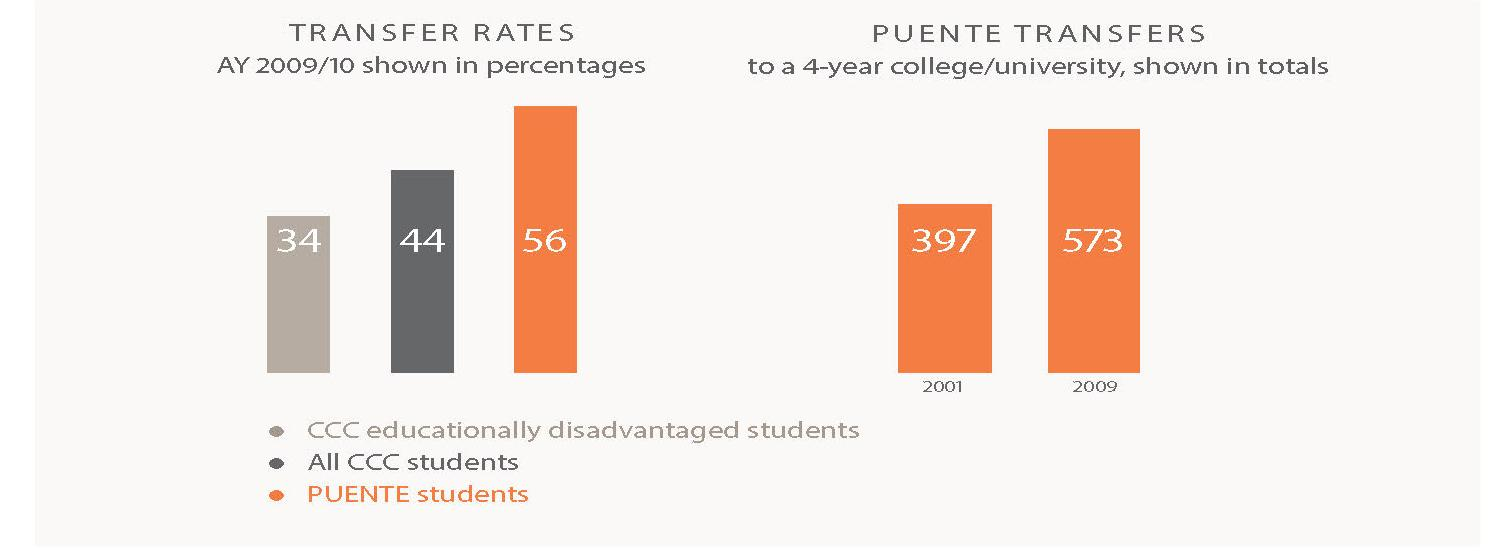 TRANSFER RATES
AY 2009/10 shown in percentages
34
44
56
CCC educationally disadvantaged students
All CCC students
PUENTE students
PUENTE TRANSFERS
to a 4-year college/university, shown in totals
397
573
2001
2009